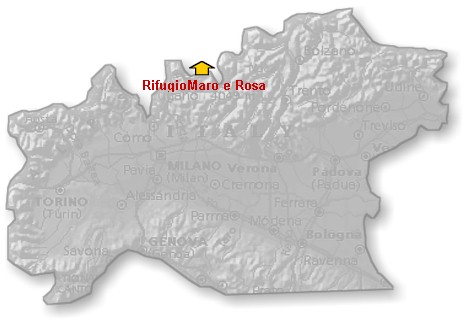 Bolzano
RifugioMaro e Rosa
Trento
Udine
Pordenone
Treviso
Como
ITALY
MILANO
(Milan)
Verona
Padova
(Padua)
Pavia
Cremona
Alessandria
TORINO
(Turin)
Ferrara
Parma
Modena
GENOVA
Bologna
Savona
Ravenna